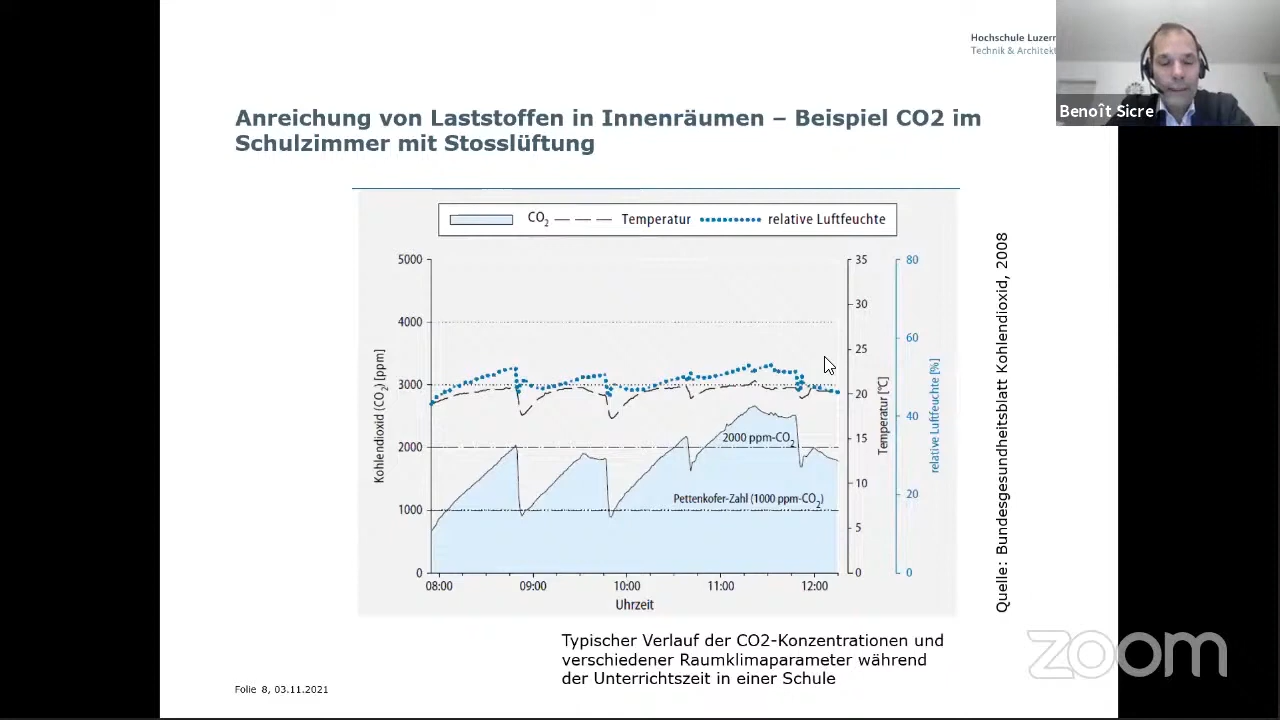 Hochschule Luzern
Technik & Architekt
Benoît Sicre
Anreichung von Laststoffen in Innenräumen – Beispiel CO2 im
Schulzimmer mit Stosslüftung
CO2 Temperatur relative Luftfeuchte
5000
4000
3000
2000
1000
0
Kohlendioxid (CO2) [ppm]
35
30
25
20
15
10
5
0
Temperatur [°C]
80
60
40
20
0
relative Luftfeuchte [%]
2000 ppm-CO2
Pettenkofer-Zahl (1000 ppm-CO2)
08:00 09:00 10:00 11:00 12:00
Uhrzeit
Quelle: Bundesgesundheitsblatt Kohlendioxid, 2008
Typischer Verlauf der CO2-Konzentrationen und
verschiedener Raumklimaparameter während
der Unterrichtszeit in einer Schule
Folie 8, 03.11.2021
zoom